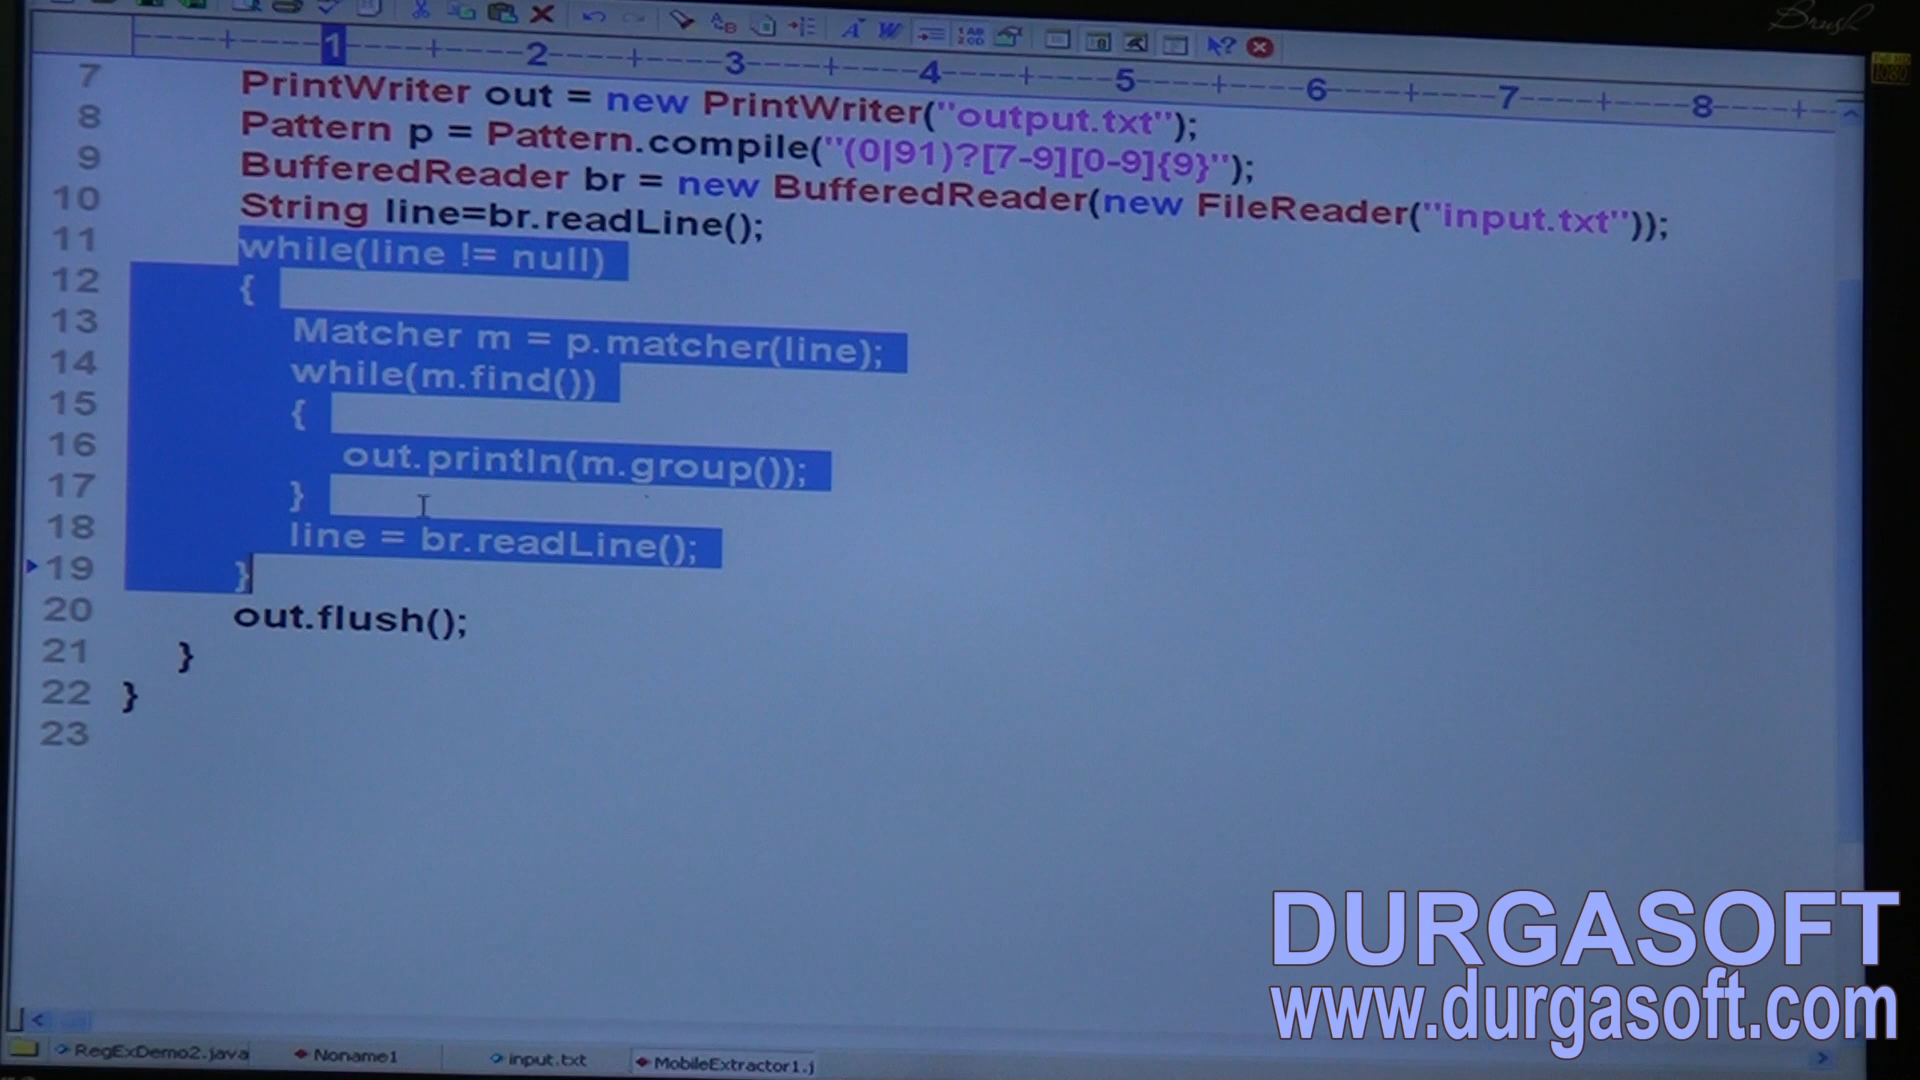 Brush
Full HD
1080
1 2 3 4 5 6 7 8
7 PrintWriter out = new PrintWriter("output.txt");
8 Pattern p = Pattern.compile("(0|91)?[7-9][0-9]{9}");
9 BufferedReader br = new BufferedReader(new FileReader("input.txt"));
10 String line=br.readLine();
11 while(line != null)
12 {
13 Matcher m = p.matcher(line);
14 while(m.find())
15 {
16 out.println(m.group());
17 }
18 line = br.readLine();
19 }
20 out.flush();
21 }
22 }
23
DURGASOFT
www.durgasoft.com
RegExDemo2.java Noname1 input.txt MobileExtractor1.j